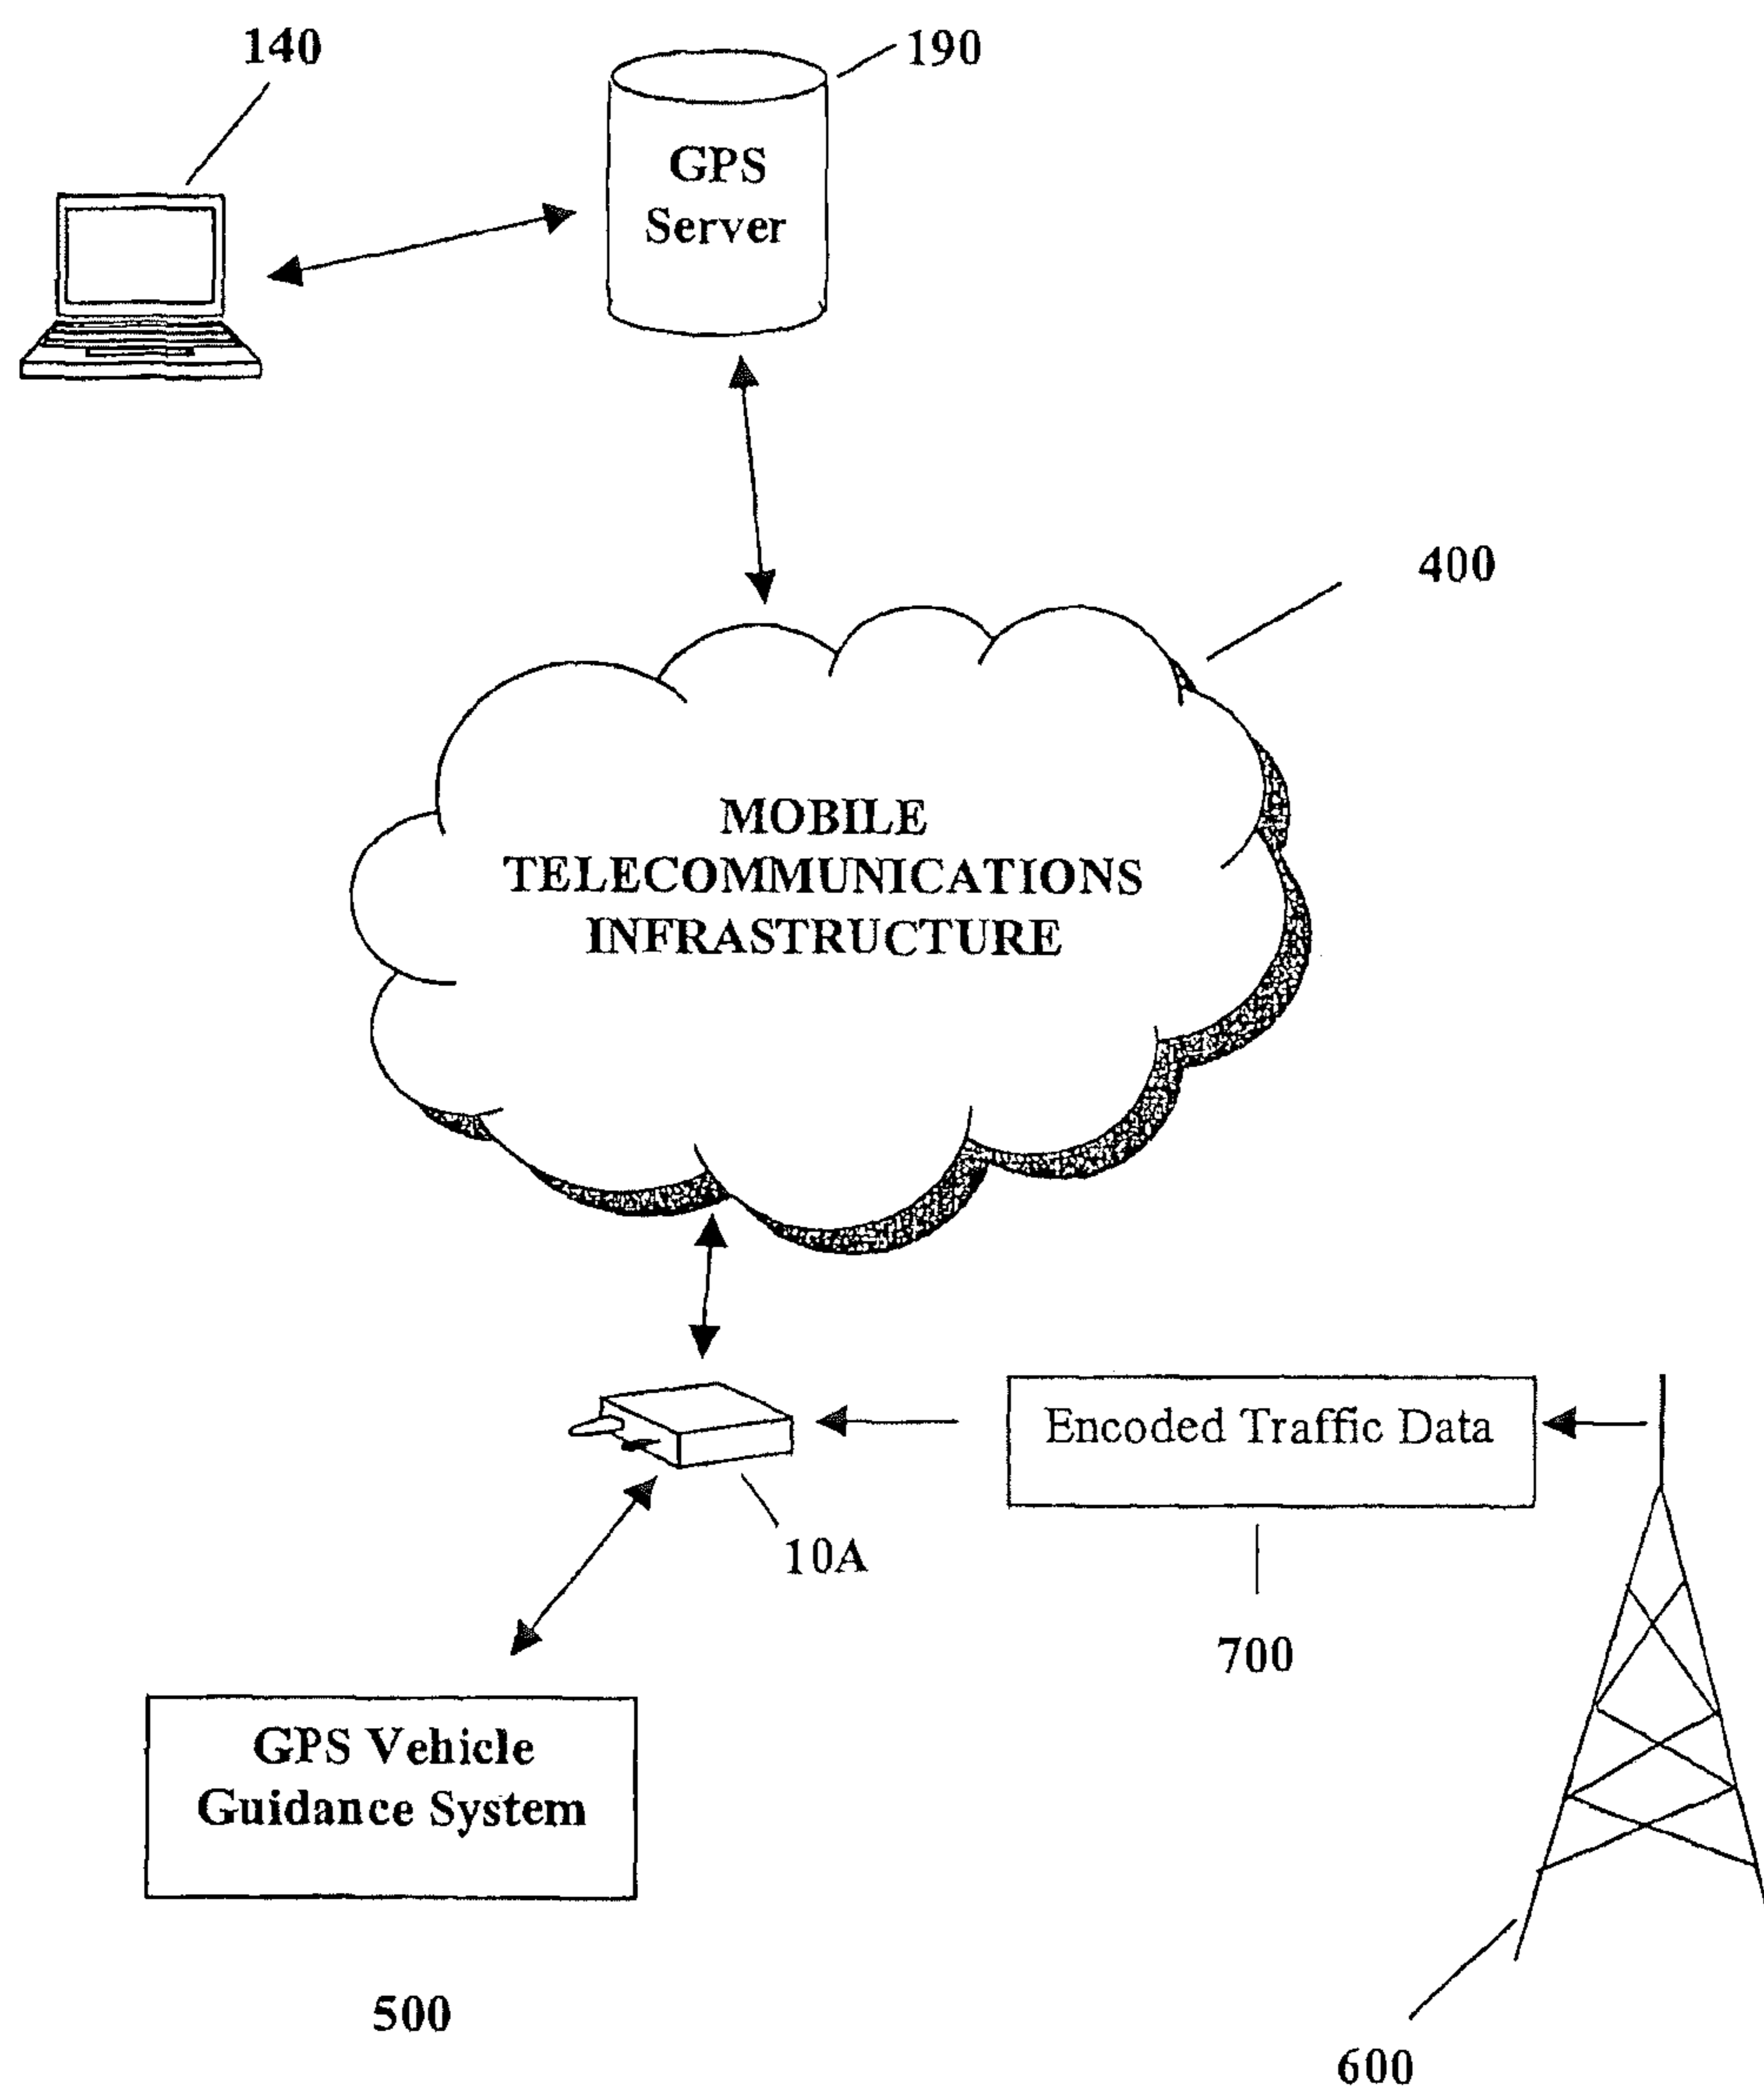 140
190
GPS
Server
400
MOBILE
TELECOMMUNICATIONS
INFRASTRUCTURE
Encoded Traffic Data
10A
700
GPS Vehicle
Guidance System
500
600